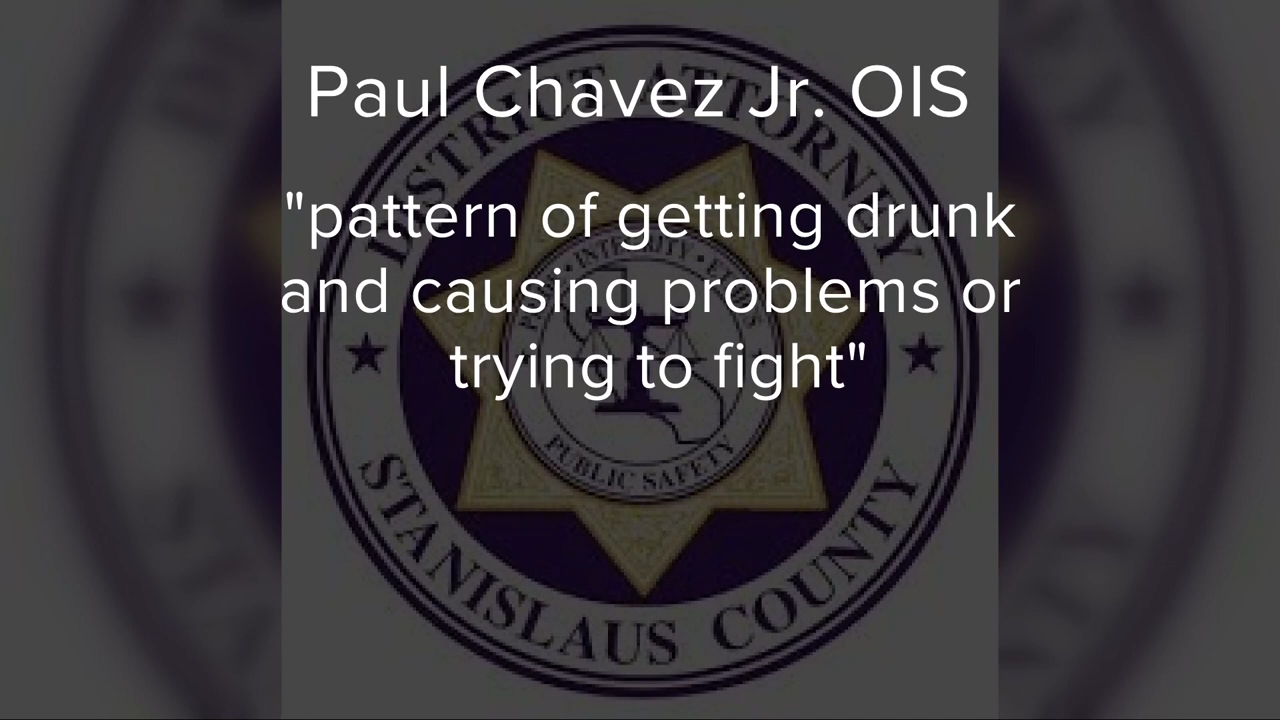 Paul Chavez Jr. OIS
"pattern of getting drunk
and causing problems or
trying to fight"
DISTRICT ATTORNEY
INTEGRITY
PUBLIC SAFETY
STANISLAUS COUNTY